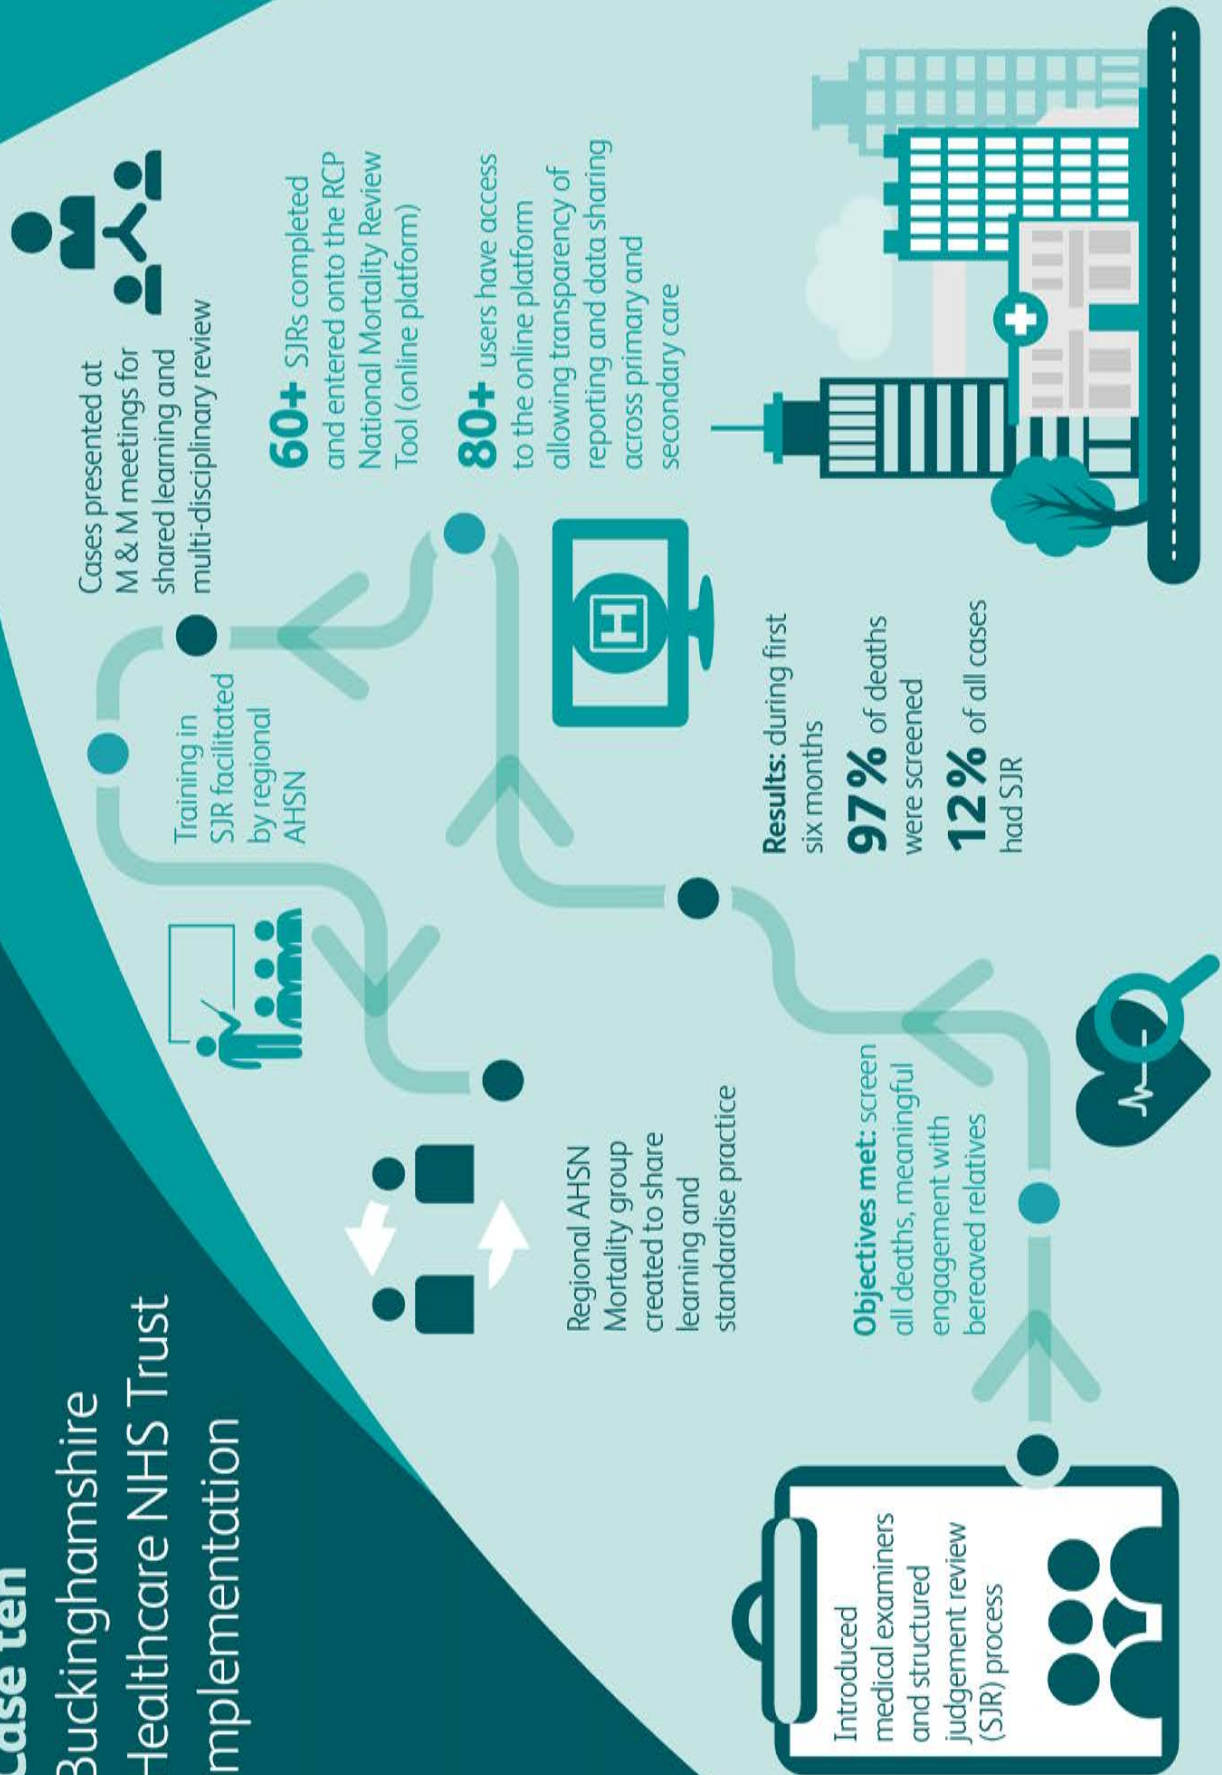 Case ten
Buckinghamshire
Healthcare NHS Trust
mplementation
Introduced
medical examiners
and structured
judgement review
(SJR) process
Objectives met: screen
all deaths, meaningful
engagement with
bereaved relatives
Results: during first
six months
97% of deaths
were screened
12% of all cases
had SJR
60+ SJRs completed
and entered onto the RCP
National Mortality Review
Tool (online platform)
80+ users have access
to the online platform
allowing transparency of
reporting and data sharing
across primary and
secondary care
H
Cases presented at
M & M meetings for
shared learning and
multi-disciplinary review
Training in
SJR facilitated
by regional
AHSN
Regional AHSN
Mortality group
created to share
learning and
standardise practice